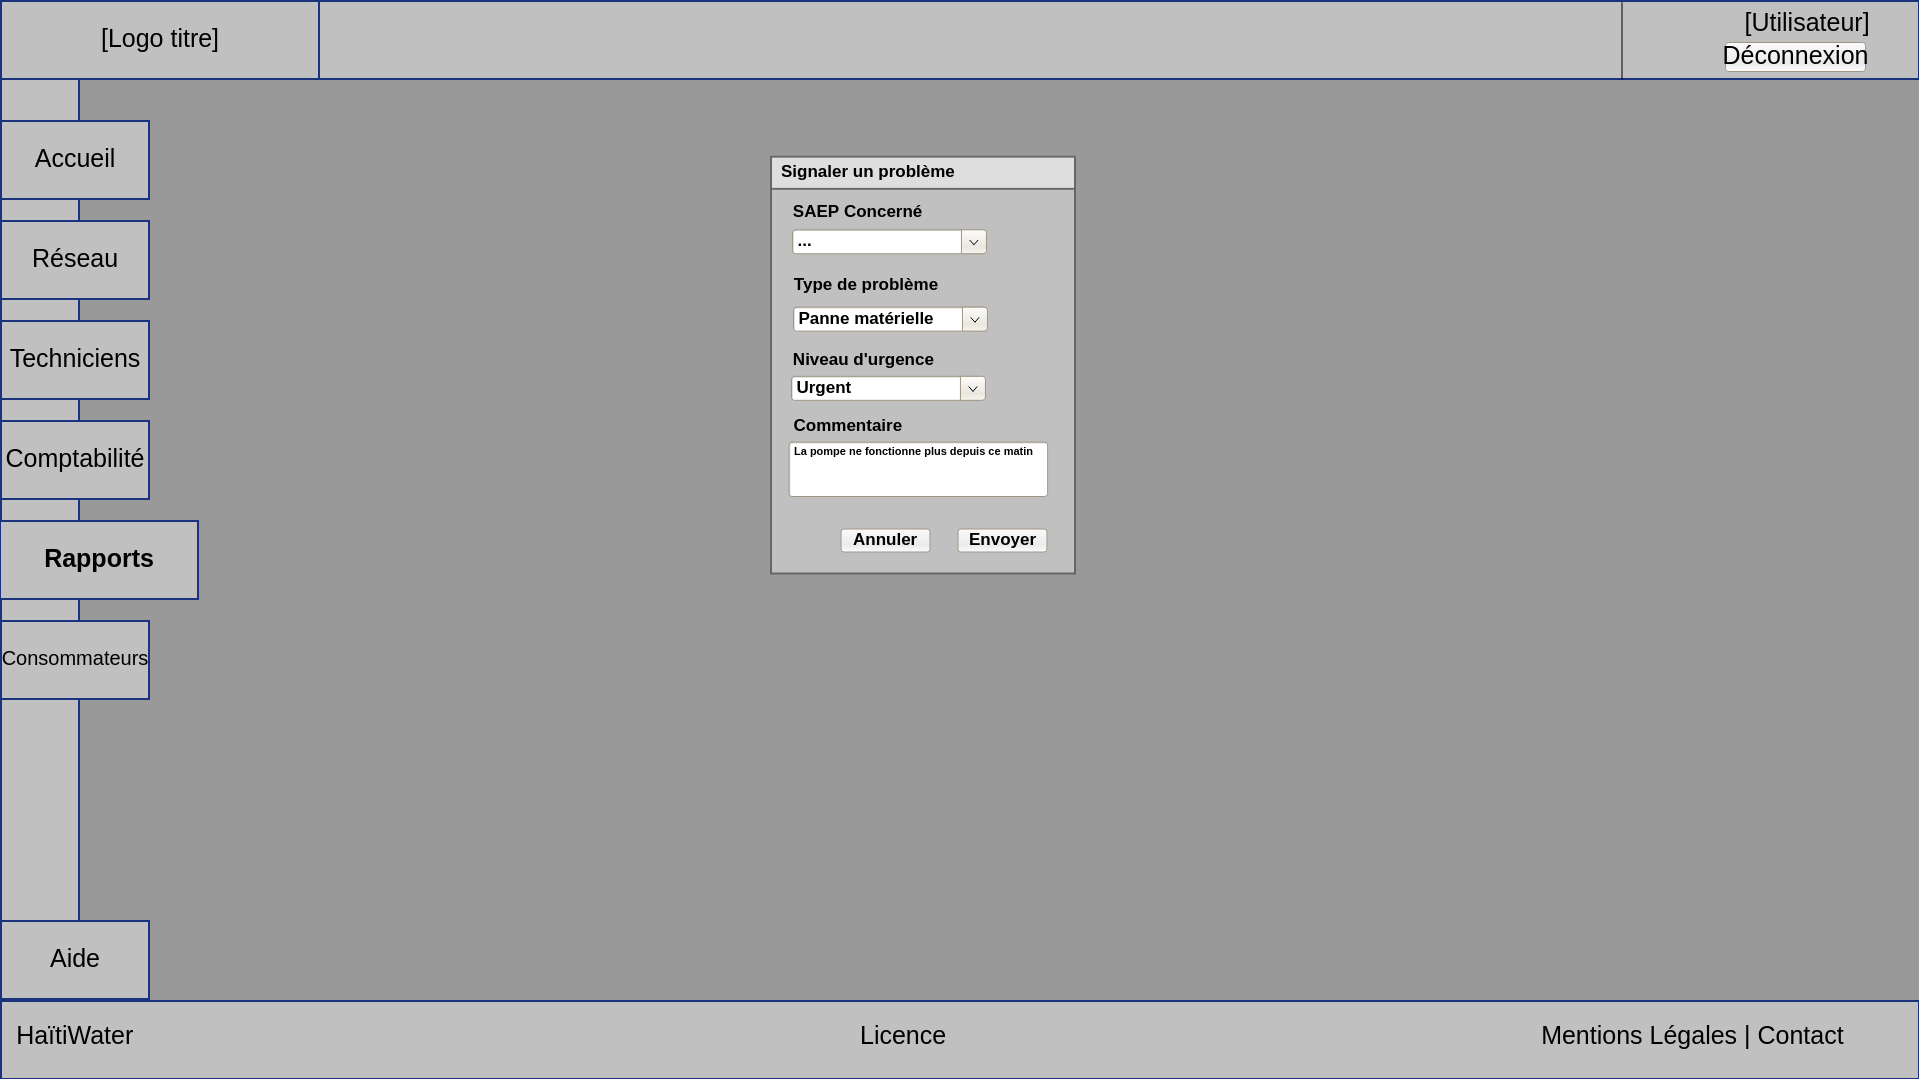 [Logo titre]
[Utilisateur]
Déconnexion
Accueil
Réseau
Techniciens
Comptabilité
Rapports
Consommateurs
Aide
Signaler un problème
SAEP Concerné
...
Type de problème
Panne matérielle
Niveau d'urgence
Urgent
Commentaire
La pompe ne fonctionne plus depuis ce matin
Annuler Envoyer
HaïtiWater Licence Mentions Légales | Contact